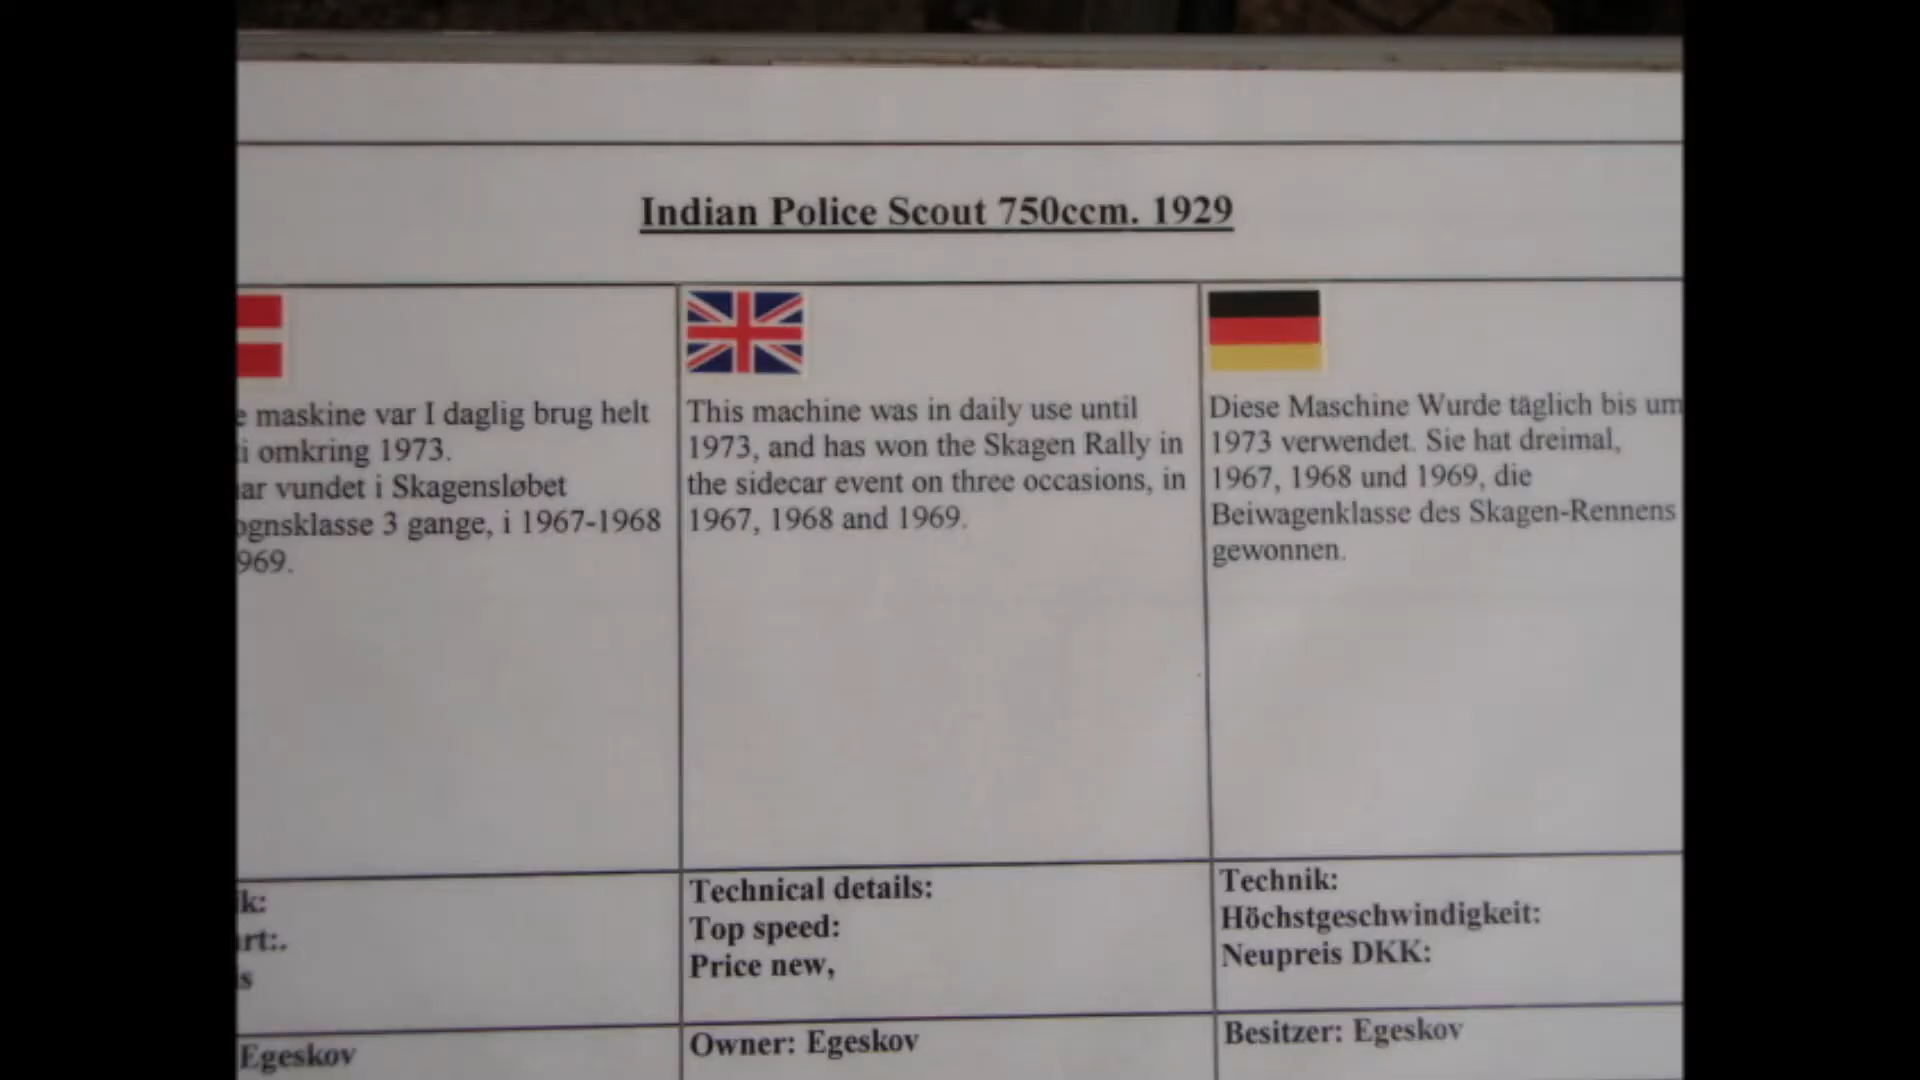 Indian Police Scout 750ccm. 1929
maskine var I daglig brug helt
omkring 1973.
vundet i Skagensløbet
3 gange, i 1967-1968
This machine was in daily use until
1973, and has won the Skagen Rally in
the sidecar event on three occasions, in
1967, 1968 and 1969.
Diese Maschine Wurde täglich bis um
1973 verwendet. Sie hat dreimal,
1967, 1968 und 1969, die
Beiwagenklasse des Skagen-Rennens
gewonnen.
Technical details:
Top speed:
Price new,
Technik:
Höchstgeschwindigkeit:
Neupreis DKK:
Egeskov
Owner: Egeskov
Besitzer: Egeskov